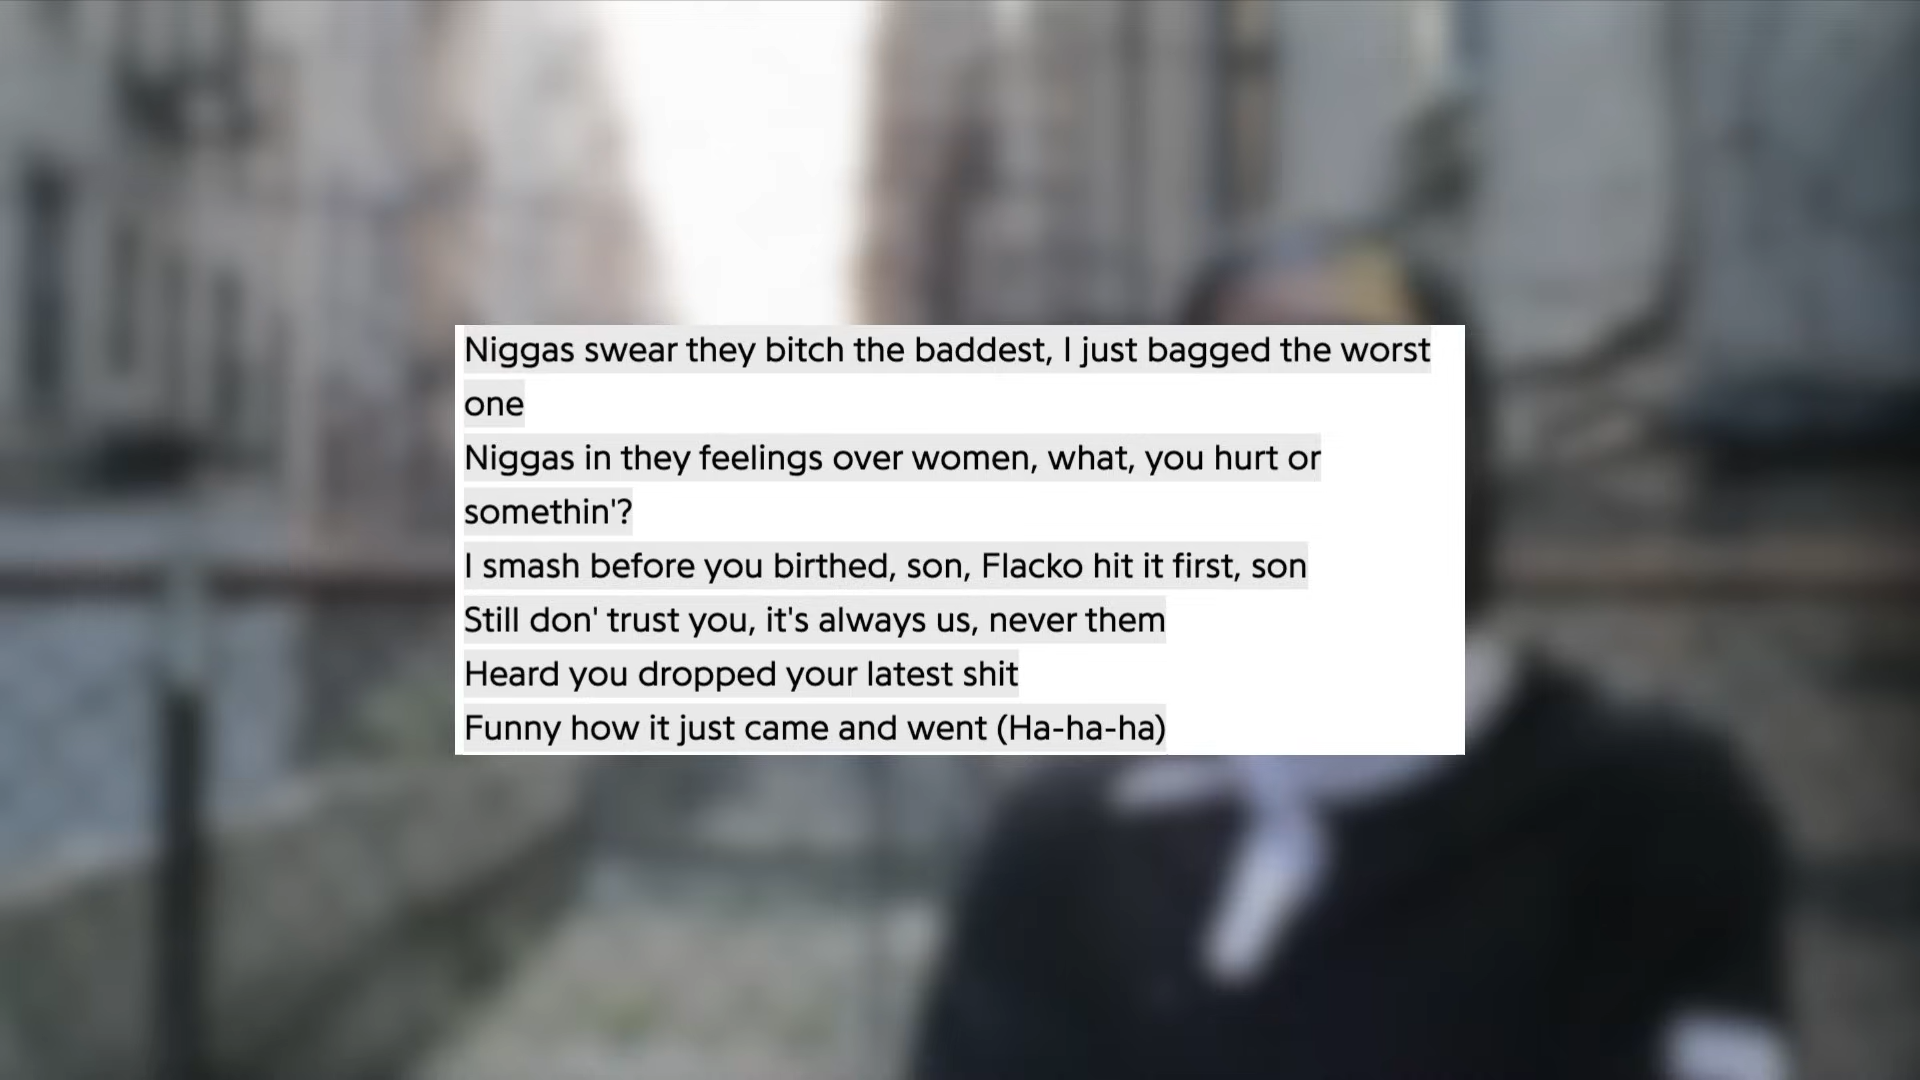 Niggas swear they bitch the baddest, I just bagged the worst
one
Niggas in they feelings over women, what, you hurt or
somethin'?
I smash before you birthed, son, Flacko hit it first, son
Still don' trust you, it's always us, never them
Heard you dropped your latest shit
Funny how it just came and went (Ha-ha-ha)